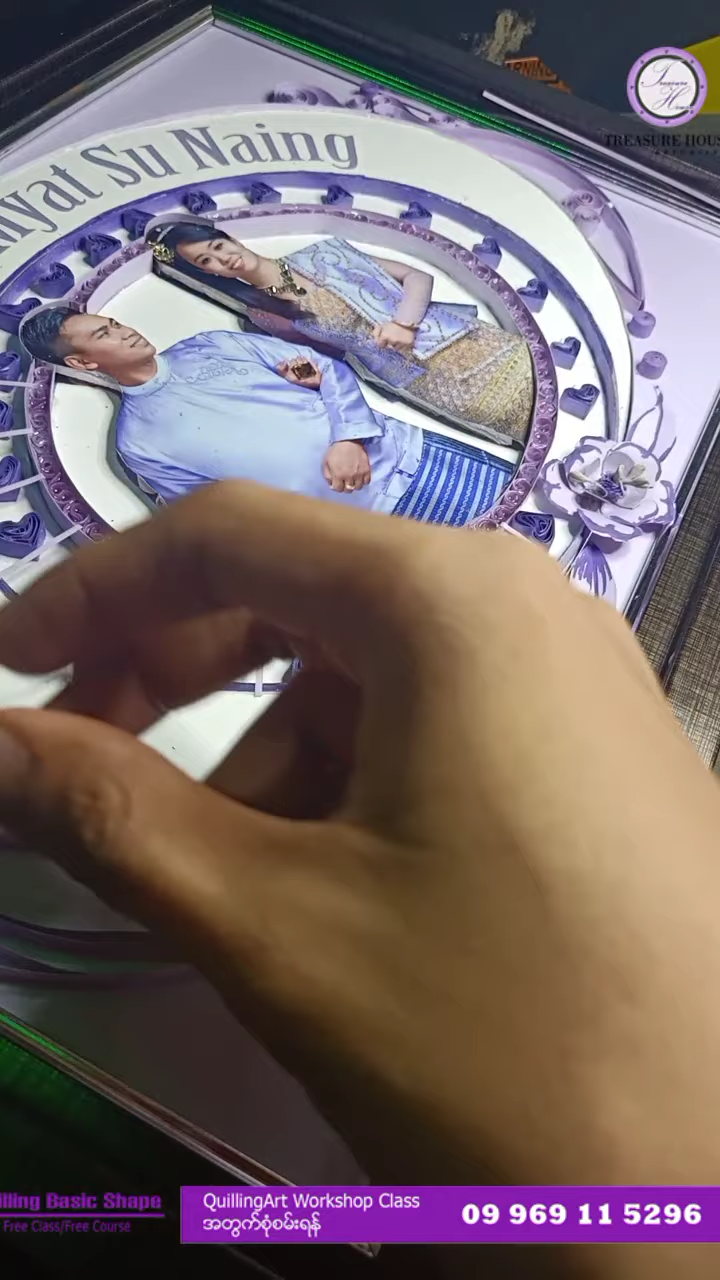 nyat Su Naing
TREASURE HOUS
illing Basic Shape
Free Class/Free Course
QuillingArt Workshop Class
အတွက်စုံစမ်းရန်
09 969 11 5296